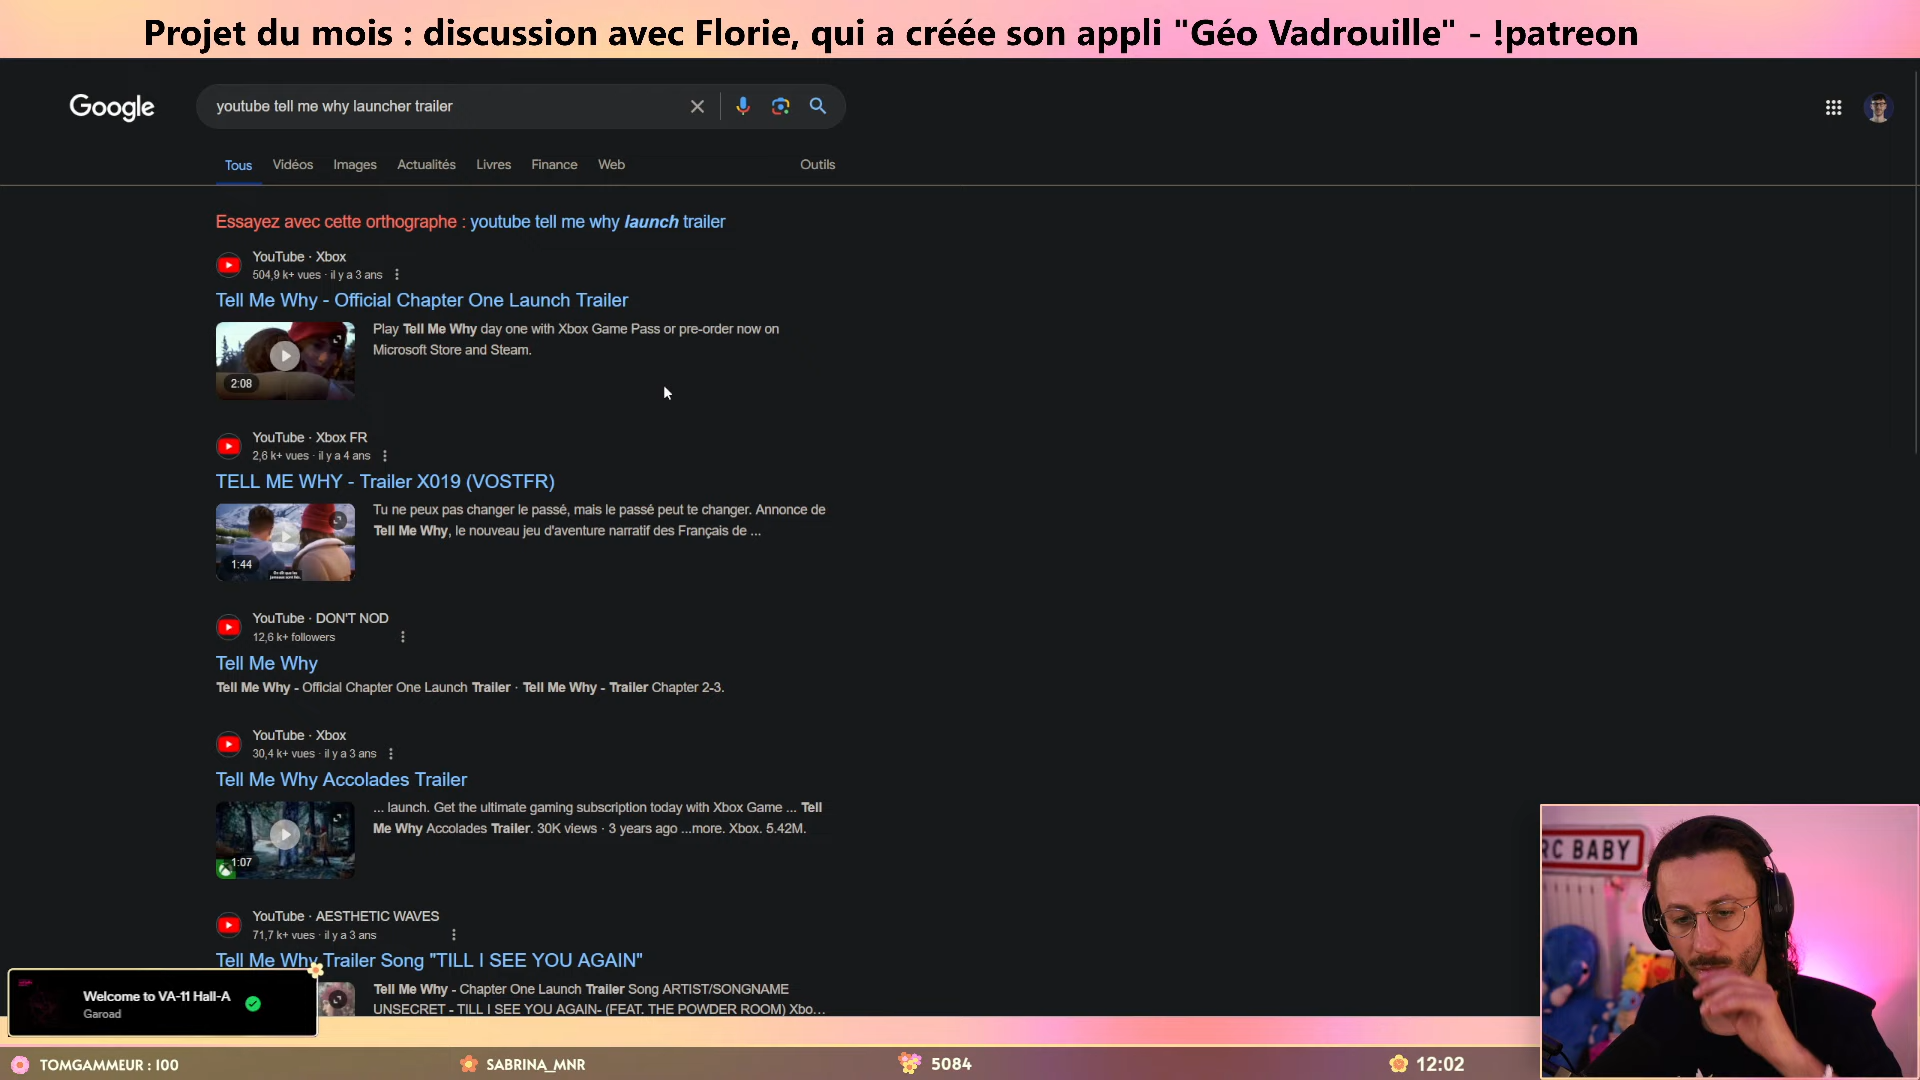 Projet du mois : discussion avec Florie, qui a créée son appli "Géo Vadrouille" - !patreon
Google
youtube tell me why launcher trailer
Tous Vidéos Images Actualités Livres Finance Web Outils
Essayez avec cette orthographe : youtube tell me why launch trailer
YouTube · Xbox
504,9 k+ vues · il y a 3 ans
Tell Me Why - Official Chapter One Launch Trailer
Play Tell Me Why day one with Xbox Game Pass or pre-order now on
Microsoft Store and Steam.
2:08
YouTube · Xbox FR
2,6 k+ vues · il y a 4 ans
TELL ME WHY - Trailer X019 (VOSTFR)
Tu ne peux pas changer le passé, mais le passé peut te changer. Annonce de
Tell Me Why, le nouveau jeu d'aventure narratif des Français de ...
1:44
YouTube · DON'T NOD
12,6 k+ followers
Tell Me Why
Tell Me Why - Official Chapter One Launch Trailer · Tell Me Why - Trailer Chapter 2-3.
YouTube · Xbox
30,4 k+ vues · il y a 3 ans
Tell Me Why Accolades Trailer
... launch. Get the ultimate gaming subscription today with Xbox Game ... Tell
Me Why Accolades Trailer. 30K views · 3 years ago ...more. Xbox. 5.42M.
1:07
YouTube · AESTHETIC WAVES
71,7 k+ vues · il y a 3 ans
Tell Me Why Trailer Song "TILL I SEE YOU AGAIN"
Tell Me Why - Chapter One Launch Trailer Song ARTIST/SONGNAME
UNSECRET - TILL I SEE YOU AGAIN- (FEAT. THE POWDER ROOM) Xbo...
Welcome to VA-11 Hall-A
Garoad
RC BABY
TOMGAMMEUR : 100
SABRINA_MNR
5084
12:02